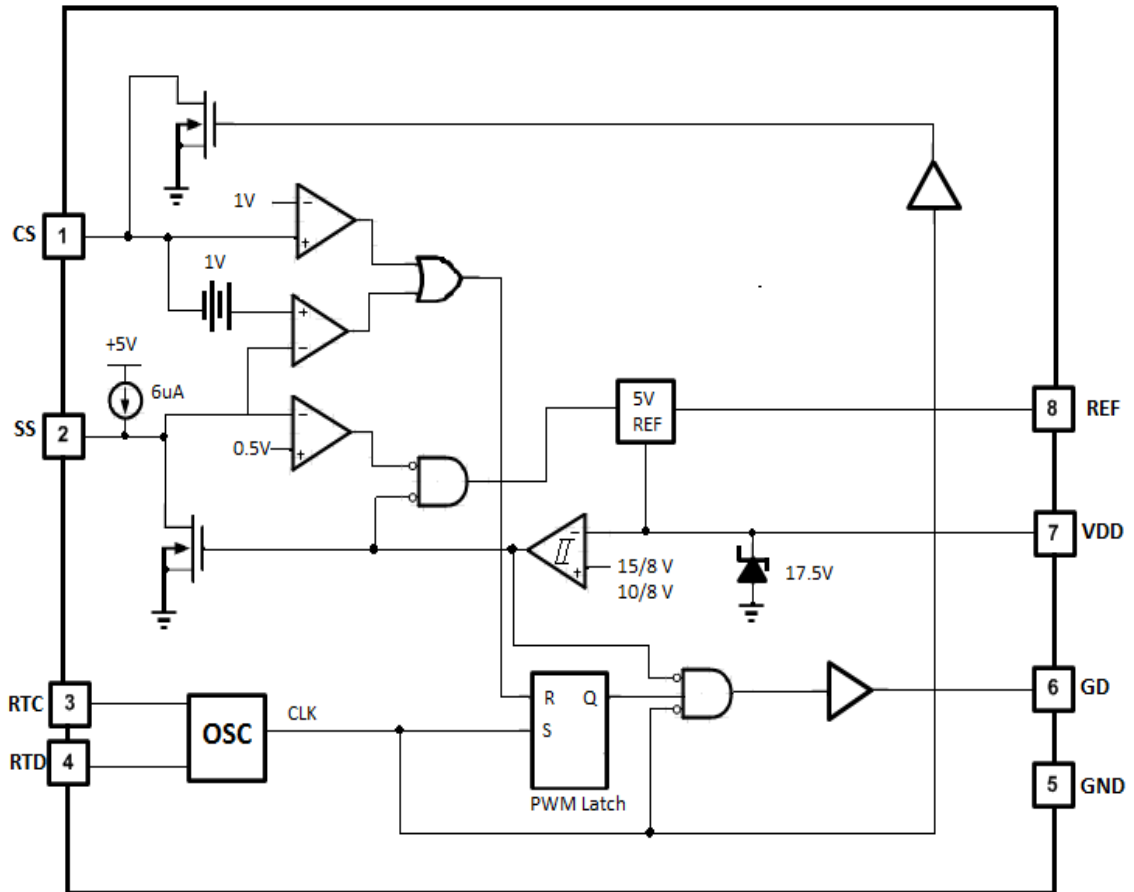 CS
1
1V
−
+
1V
+
−
+5V
6uA
SS
2
−
0.5V
+
5V
REF
8
REF
−
+
15/8 V
10/8 V
7
VDD
17.5V
RTC
3
RTD
4
OSC
CLK
R
Q
S
PWM Latch
6
GD
5
GND